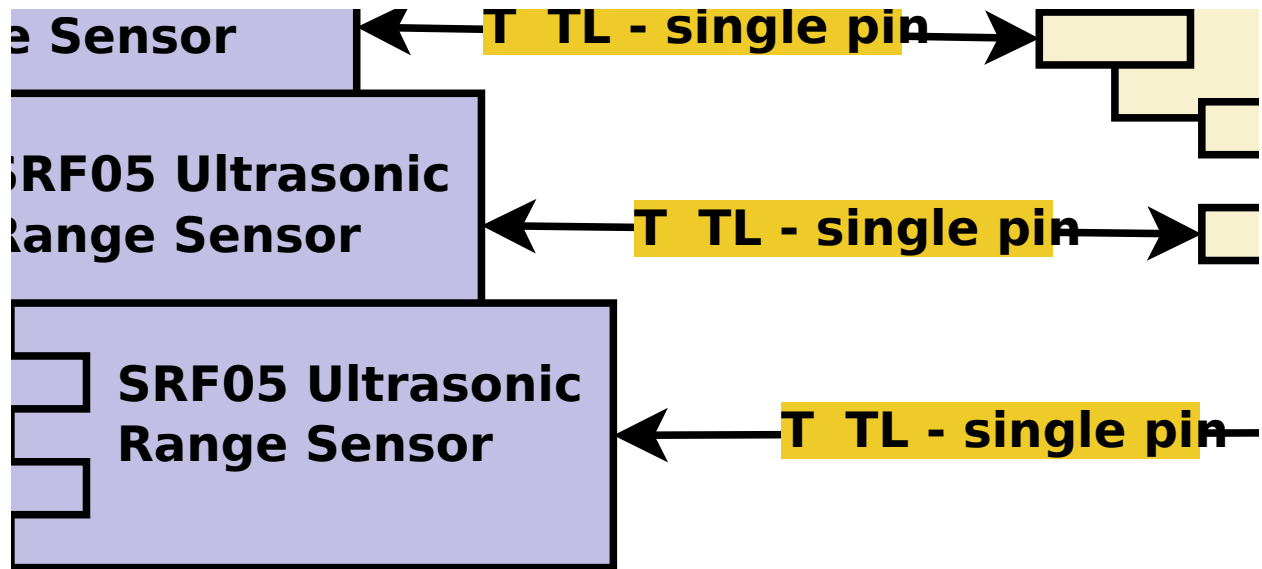 e Sensor
T TL - single pin
SRF05 Ultrasonic
Range Sensor
T TL - single pin
SRF05 Ultrasonic
Range Sensor
T TL - single pin